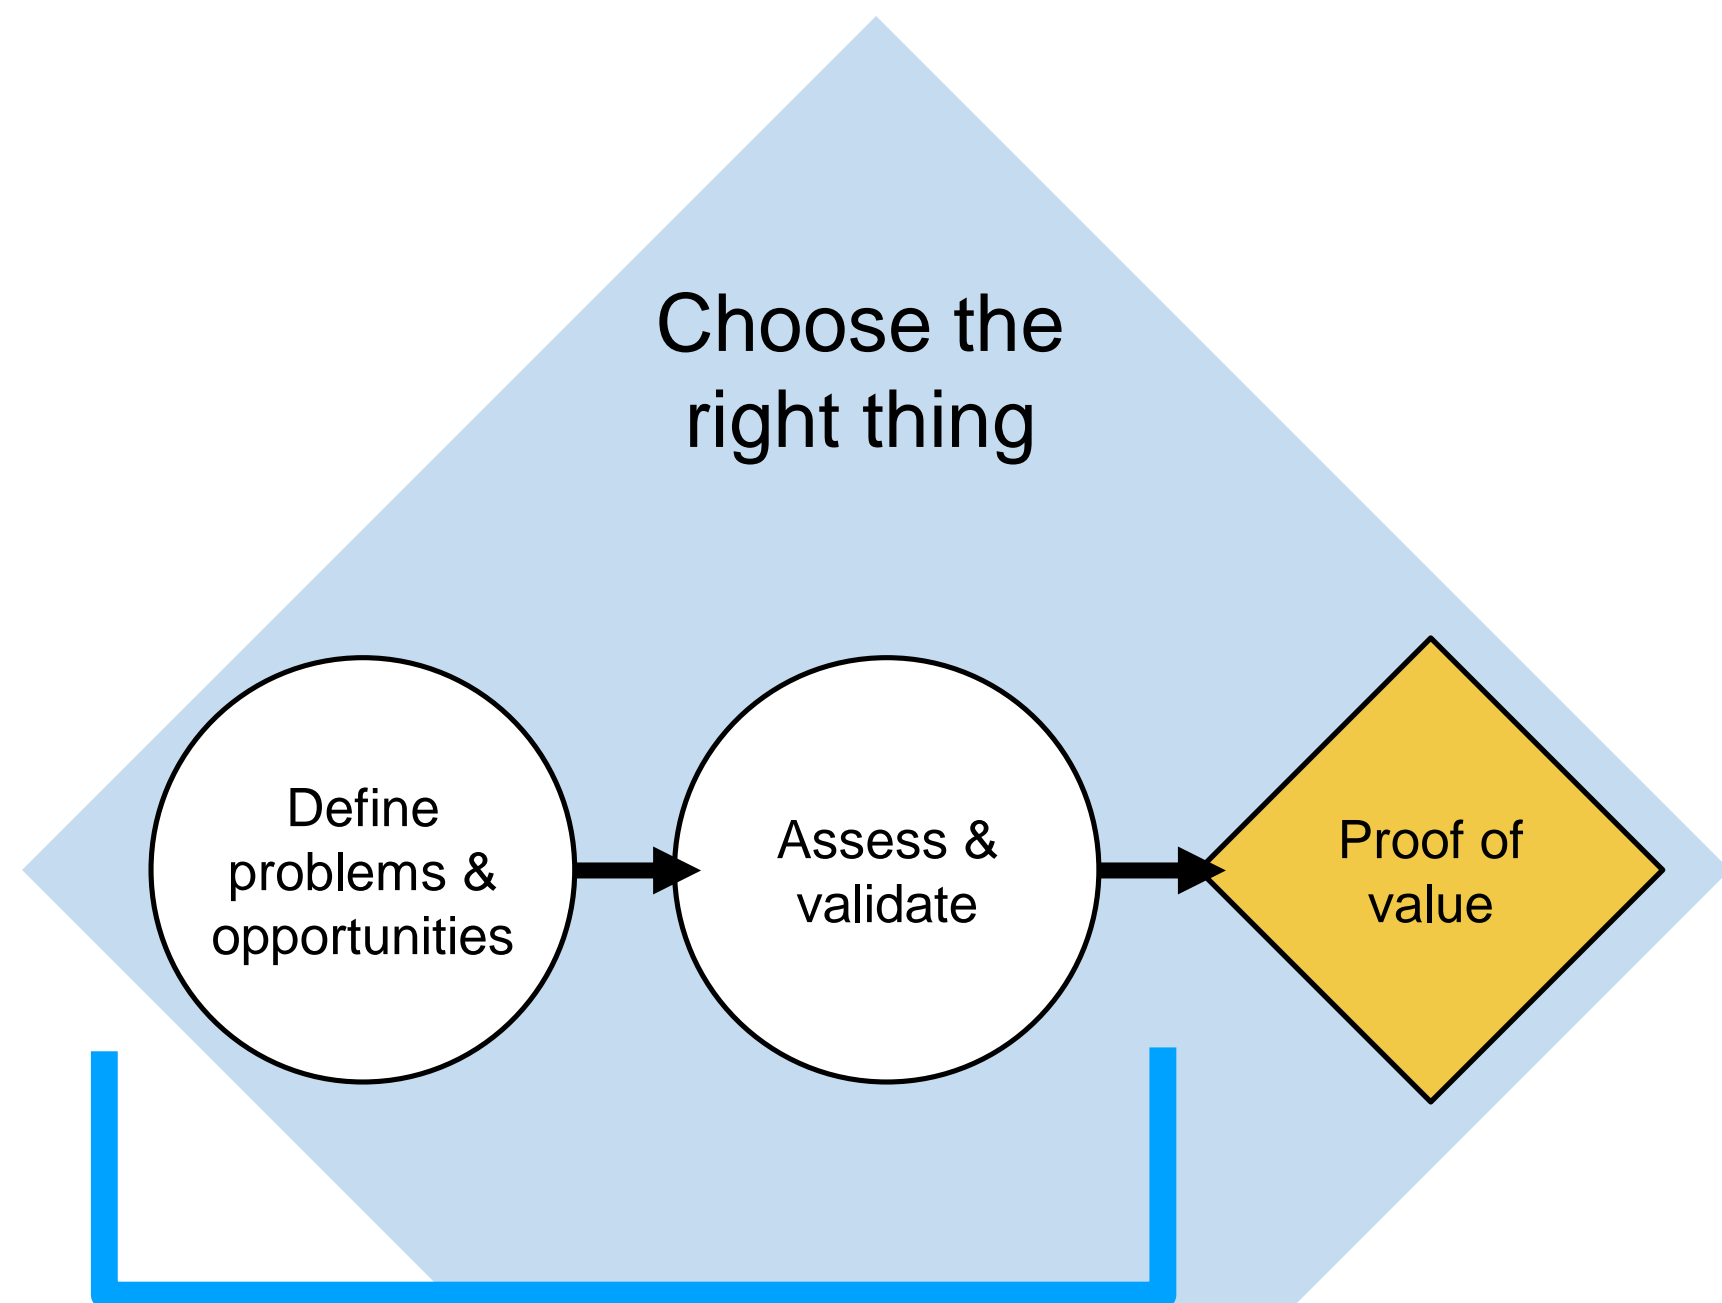 Choose the
right thing
Define
problems &
opportunities
Assess &
validate
Proof of
value